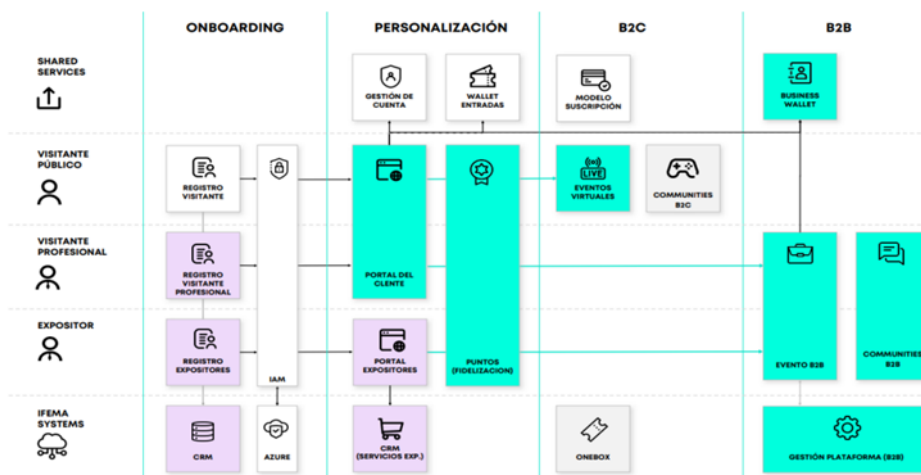 ONBOARDING
PERSONALIZACIÓN
B2C
B2B
SHARED
SERVICES
GESTIÓN DE
CUENTA
WALLET
ENTRADAS
MODELO
SUSCRIPCIÓN
BUSINESS
WALLET
VISITANTE
PÚBLICO
REGISTRO
VISITANTE
LIVE
EVENTOS
VIRTUALES
COMMUNITIES
B2C
VISITANTE
PROFESIONAL
REGISTRO
VISITANTE
PROFESIONAL
PORTAL DEL
CLENTE
EXPOSITOR
REGISTRO
EXPOSITORES
IAM
PORTAL
EXPOSITORES
PUNTOS
(FIDELIZACION)
EVENTO B2B
COMMUNITIES
B2B
IFEMA
SYSTEMS
CRM
AZURE
CRM
(SERVICIOS EXP.)
ONEBOX
GESTIÓN PLATAFORMA (B2B)